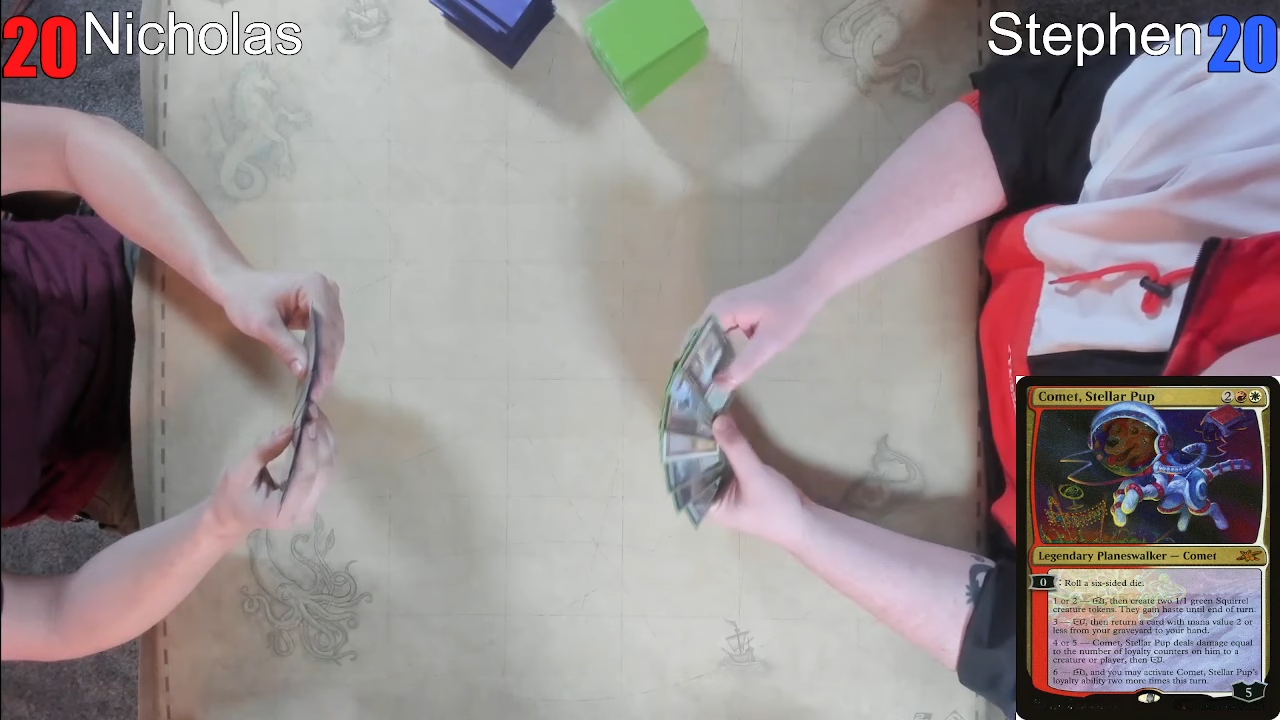 20 Nicholas
Stephen 20
Comet, Stellar Pup 2
Legendary Planeswalker — Comet
0 : Roll a six-sided die.
1 or 2 — , then create two 1/1 green Squirrel
creature tokens. They gain haste until end of turn.
3 — , then return a card with mana value 2 or
less from your graveyard to your hand.
4 or 5 — Comet, Stellar Pup deals damage equal
to the number of loyalty counters on him to a
creature or player, then .
6 — , and you may activate Comet, Stellar Pup's
loyalty ability two more times this turn.
5